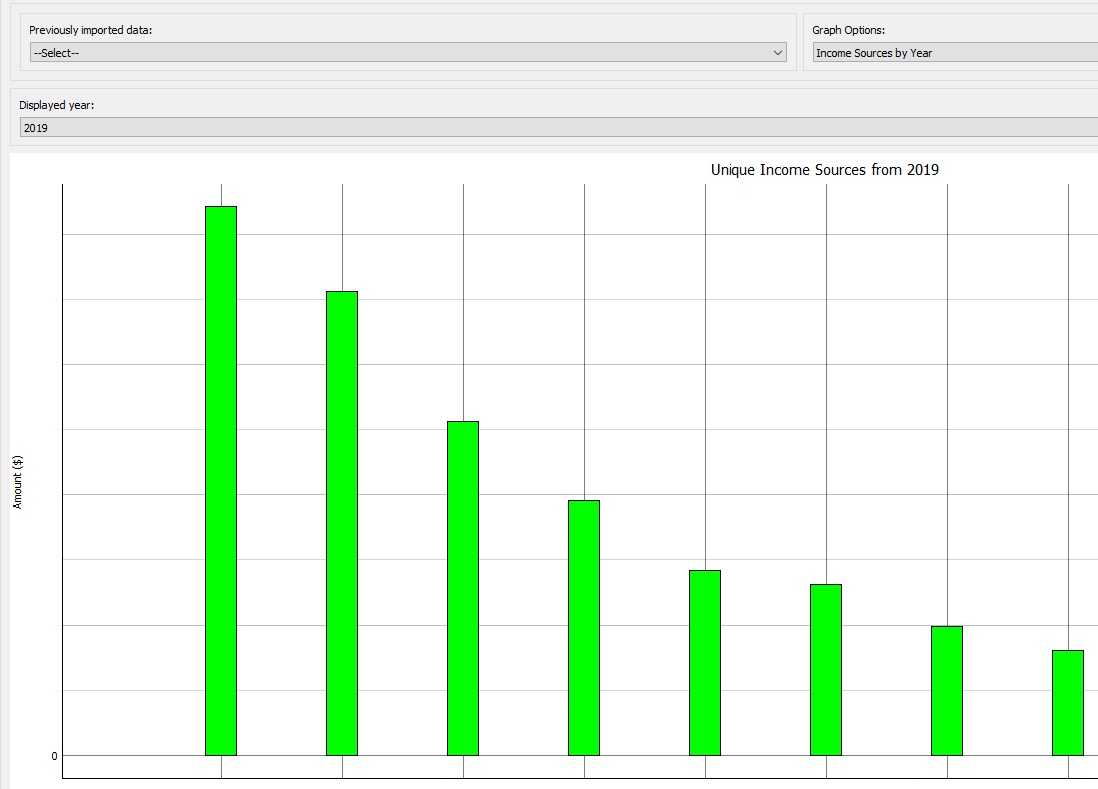 Previously imported data:
--Select--
Graph Options:
Income Sources by Year
Displayed year:
2019
Unique Income Sources from 2019
Amount ($)
0